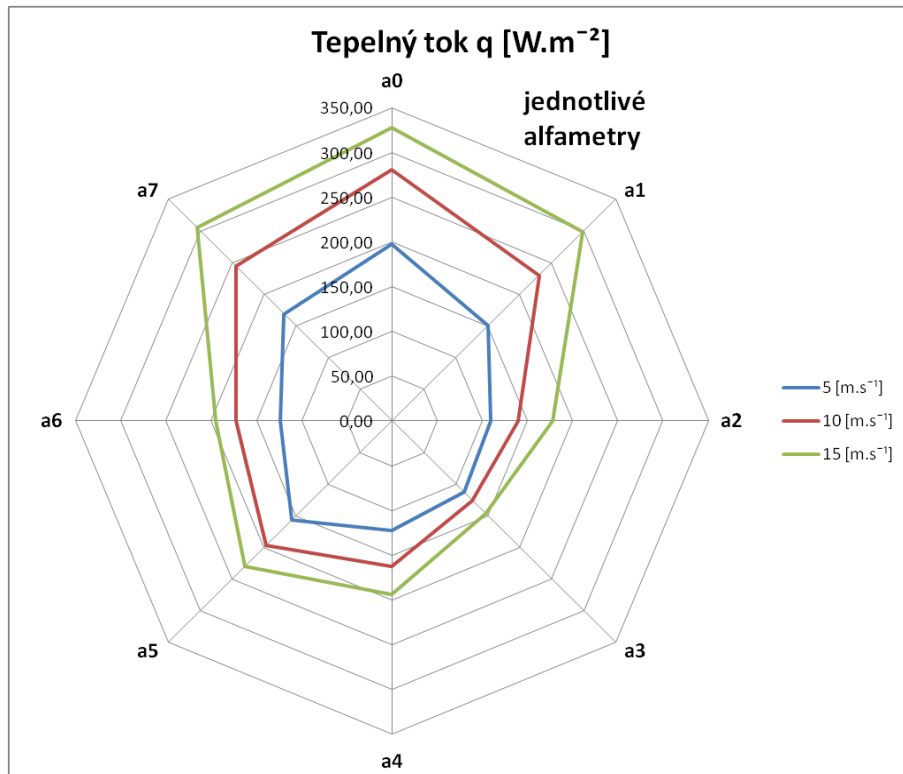 Tepelný tok q [W.m⁻²]
jednotlivé
alfametry
a0
350,00
300,00
250,00
200,00
150,00
100,00
50,00
0,00
a1
a2
a3
a4
a5
a6
a7
5 [m.s⁻¹]
10 [m.s⁻¹]
15 [m.s⁻¹]